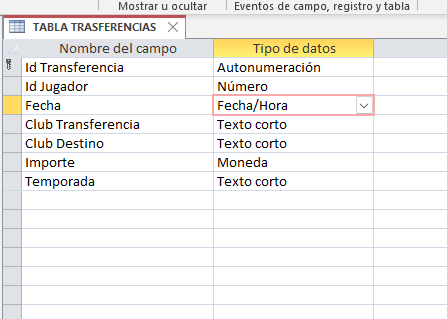 Mostrar u ocultar Eventos de campo, registro y tabla
TABLA TRASFERENCIAS
Nombre del campo Tipo de datos
Id Transferencia Autonumeración
Id Jugador Número
Fecha Fecha/Hora
Club Transferencia Texto corto
Club Destino Texto corto
Importe Moneda
Temporada Texto corto